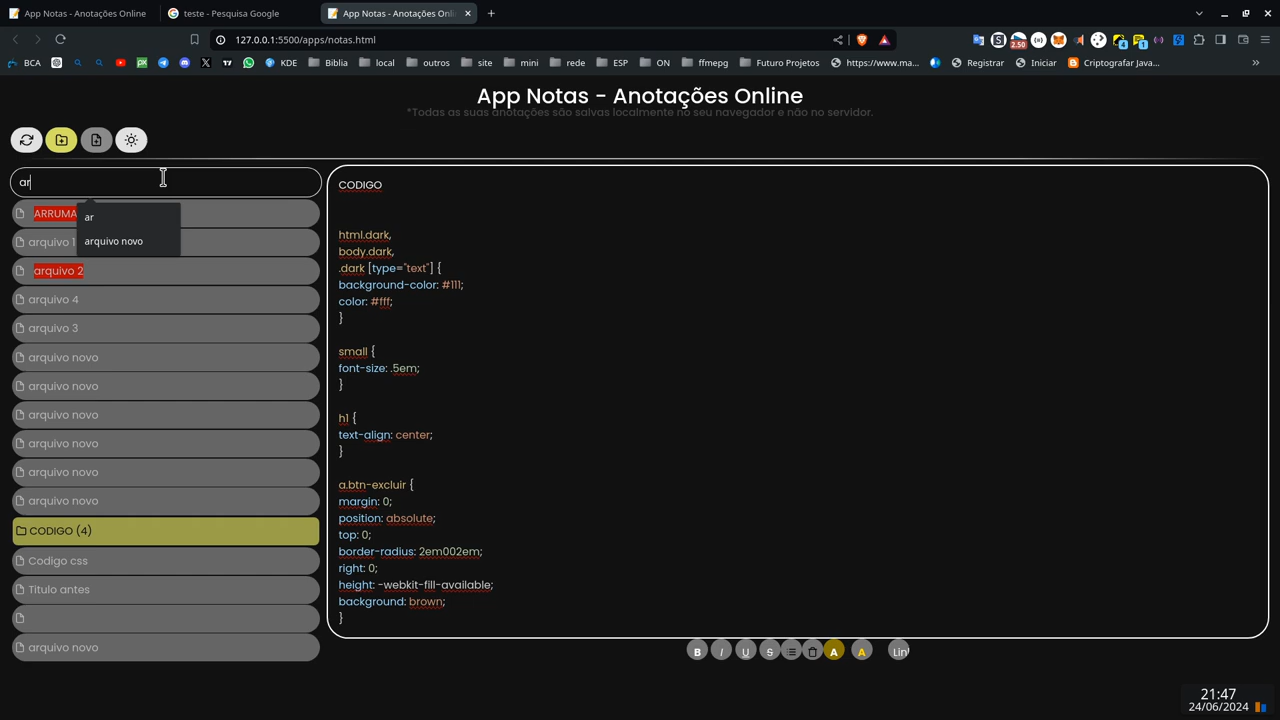 App Notas - Anotações Online
teste - Pesquisa Google
App Notas - Anotações Onli
127.0.0.1:5500/apps/notas.html
2.50
4
1
BCA
KDE
Biblia
local
outros
site
mini
rede
ESP
ON
ffmepg
Futuro Projetos
https://www.ma...
Registrar
Iniciar
Criptografar Java...
App Notas - Anotações Online
*Todas as suas anotações são salvas localmente no seu navegador e não no servidor.
ar
ar
arquivo novo
ARRUMA
arquivo 1
arquivo 2
arquivo 4
arquivo 3
arquivo novo
arquivo novo
arquivo novo
arquivo novo
arquivo novo
arquivo novo
CODIGO (4)
Codigo css
Titulo antes
arquivo novo
CODIGO
html.dark,
body.dark,
.dark [type="text"] {
background-color: #111;
color: #fff;
}
small {
font-size: .5em;
}
h1 {
text-align: center;
}
a.btn-excluir {
margin: 0;
position: absolute;
top: 0;
border-radius: 2em002em;
right: 0;
height: -webkit-fill-available;
background: brown;
}
B
I
U
S
A
A
Lin
21:47
24/06/2024